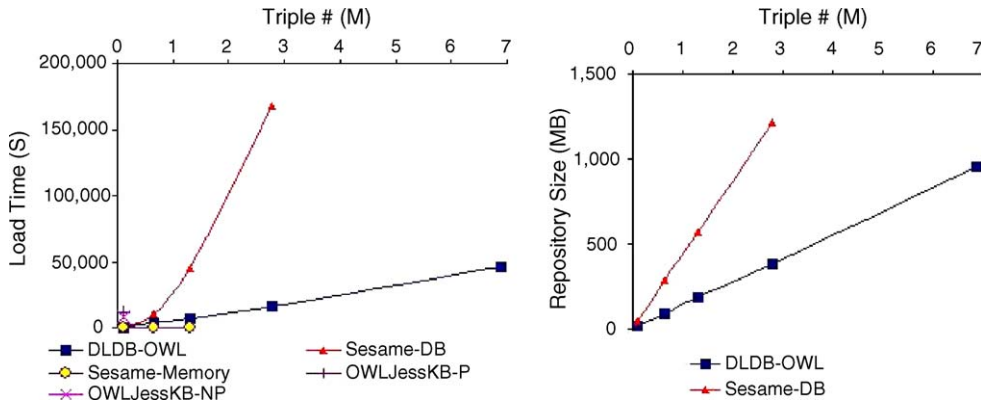 Triple # (M)
0 1 2 3 4 5 6 7
200,000
150,000
100,000
50,000
0
Load Time (S)
DLDB-OWL
Sesame-DB
Sesame-Memory
OWLJessKB-P
OWLJessKB-NP
Triple # (M)
0 1 2 3 4 5 6 7
1,500
1,000
500
0
Repository Size (MB)
DLDB-OWL
Sesame-DB